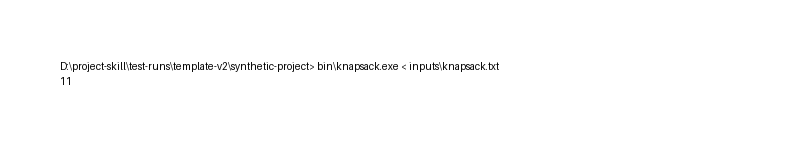 D:\project-skill\test-runs\template-v2\synthetic-project> bin\knapsack.exe < inputs\knapsack.txt
11